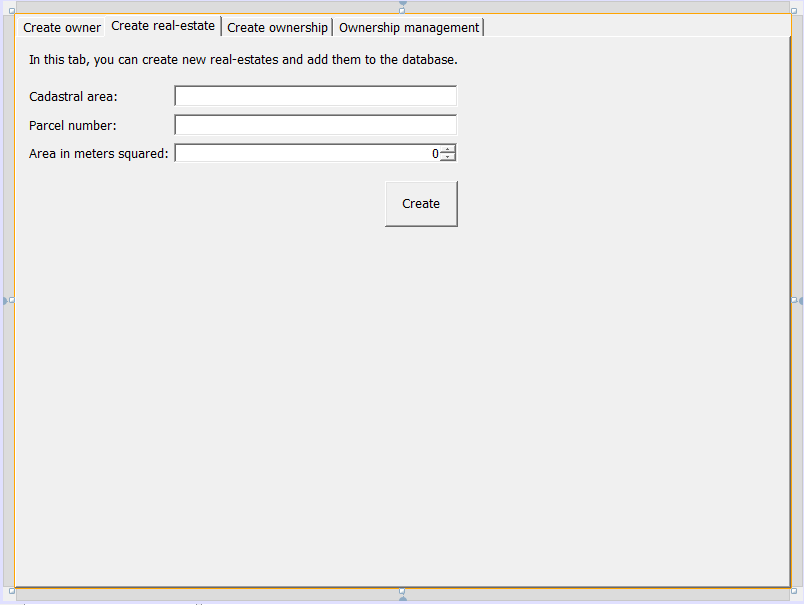 Create owner Create real-estate Create ownership Ownership management
In this tab, you can create new real-estates and add them to the database.
Cadastral area:
Parcel number:
Area in meters squared: 0
Create